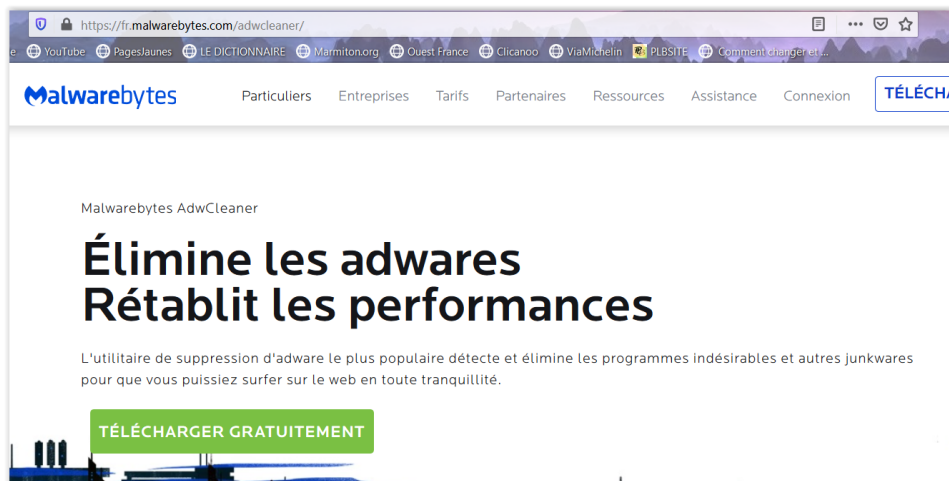 https://fr.malwarebytes.com/adwcleaner/
e YouTube PagesJaunes LE DICTIONNAIRE Marmiton.org Ouest France Clicanoo ViaMichelin PLBSITE Comment changer et ...
Malwarebytes Particuliers Entreprises Tarifs Partenaires Ressources Assistance Connexion TÉLÉCHA
Malwarebytes AdwCleaner
Élimine les adwares
Rétablit les performances
L'utilitaire de suppression d'adware le plus populaire détecte et élimine les programmes indésirables et autres junkwares
pour que vous puissiez surfer sur le web en toute tranquillité.
TÉLÉCHARGER GRATUITEMENT